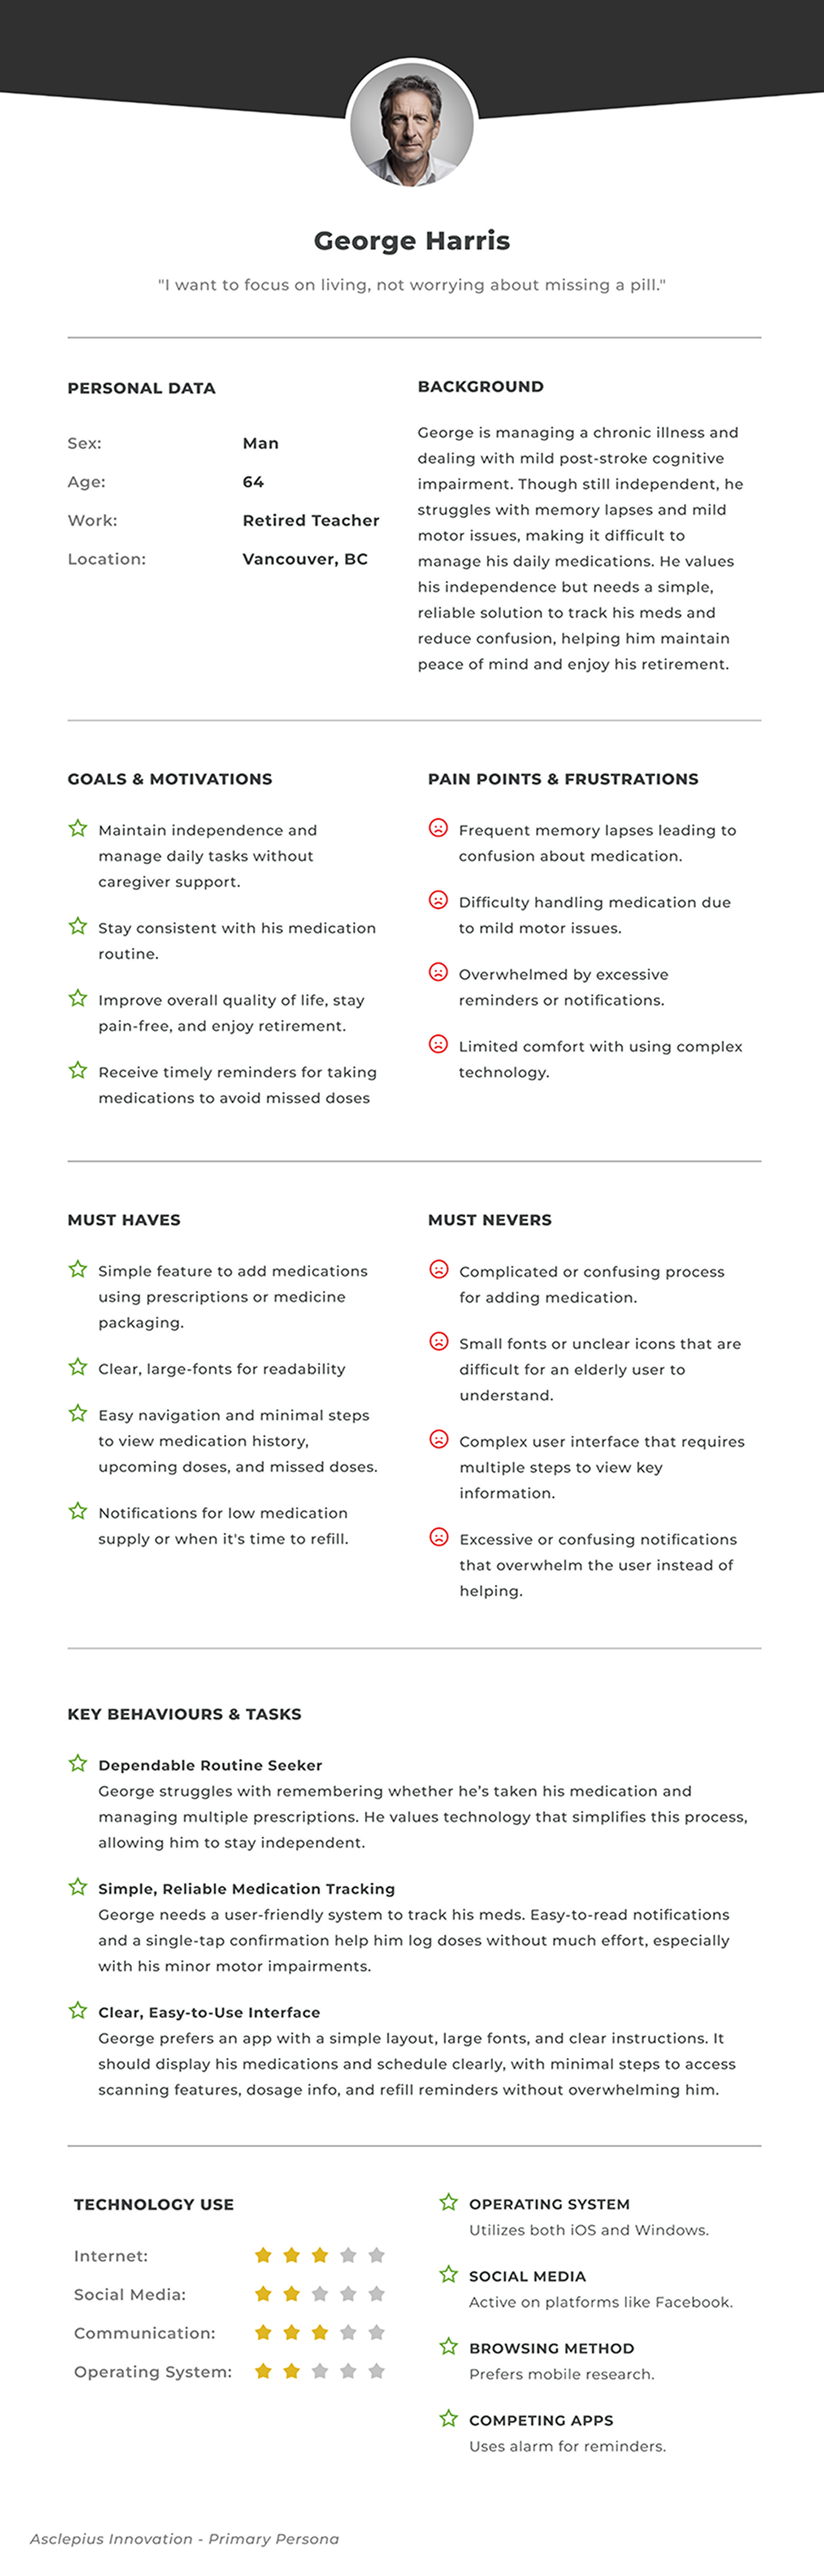 George Harris
"I want to focus on living, not worrying about missing a pill."
PERSONAL DATA
Sex: Man
Age: 64
Work: Retired Teacher
Location: Vancouver, BC
BACKGROUND
George is managing a chronic illness and
dealing with mild post-stroke cognitive
impairment. Though still independent, he
struggles with memory lapses and mild
motor issues, making it difficult to
manage his daily medications. He values
his independence but needs a simple,
reliable solution to track his meds and
reduce confusion, helping him maintain
peace of mind and enjoy his retirement.
GOALS & MOTIVATIONS
Maintain independence and
manage daily tasks without
caregiver support.
Stay consistent with his medication
routine.
Improve overall quality of life, stay
pain-free, and enjoy retirement.
Receive timely reminders for taking
medications to avoid missed doses
PAIN POINTS & FRUSTRATIONS
Frequent memory lapses leading to
confusion about medication.
Difficulty handling medication due
to mild motor issues.
Overwhelmed by excessive
reminders or notifications.
Limited comfort with using complex
technology.
MUST HAVES
Simple feature to add medications
using prescriptions or medicine
packaging.
Clear, large-fonts for readability
Easy navigation and minimal steps
to view medication history,
upcoming doses, and missed doses.
Notifications for low medication
supply or when it's time to refill.
MUST NEVERS
Complicated or confusing process
for adding medication.
Small fonts or unclear icons that are
difficult for an elderly user to
understand.
Complex user interface that requires
multiple steps to view key
information.
Excessive or confusing notifications
that overwhelm the user instead of
helping.
KEY BEHAVIOURS & TASKS
Dependable Routine Seeker
George struggles with remembering whether he’s taken his medication and
managing multiple prescriptions. He values technology that simplifies this process,
allowing him to stay independent.
Simple, Reliable Medication Tracking
George needs a user-friendly system to track his meds. Easy-to-read notifications
and a single-tap confirmation help him log doses without much effort, especially
with his minor motor impairments.
Clear, Easy-to-Use Interface
George prefers an app with a simple layout, large fonts, and clear instructions. It
should display his medications and schedule clearly, with minimal steps to access
scanning features, dosage info, and refill reminders without overwhelming him.
TECHNOLOGY USE
Internet:
Social Media:
Communication:
Operating System:
OPERATING SYSTEM
Utilizes both iOS and Windows.
SOCIAL MEDIA
Active on platforms like Facebook.
BROWSING METHOD
Prefers mobile research.
COMPETING APPS
Uses alarm for reminders.
Asclepius Innovation - Primary Persona